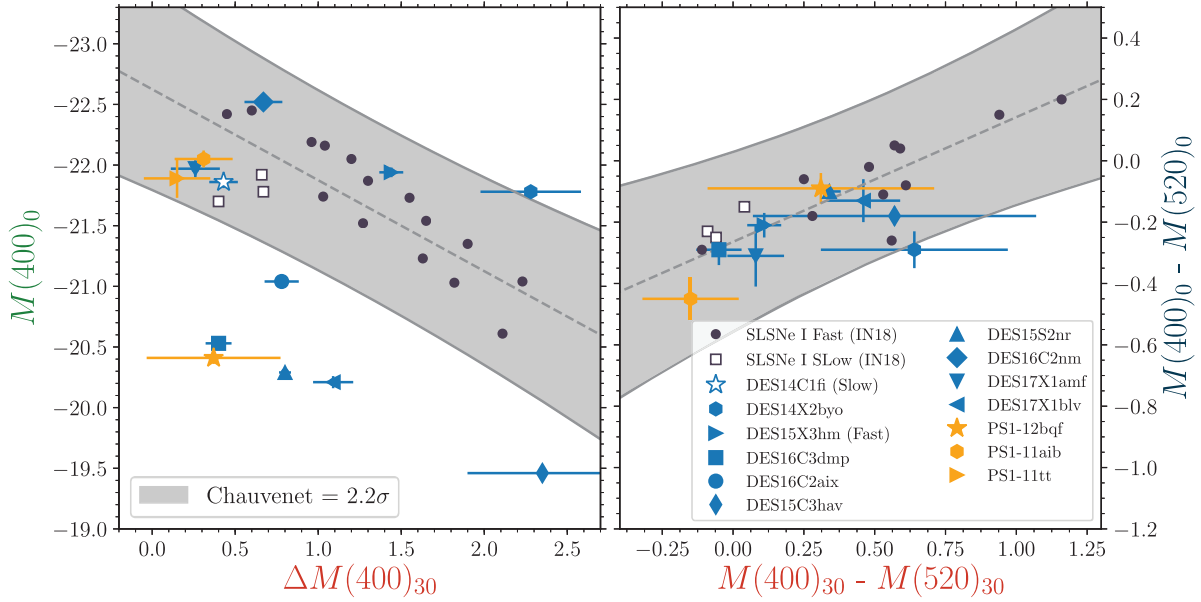 −23.0
−22.5
−22.0
−21.5
−21.0
−20.5
−20.0
−19.5
−19.0
M(400)₀
0.0 0.5 1.0 1.5 2.0 2.5
ΔM(400)₃₀
Chauvenet = 2.2σ
0.4
0.2
0.0
−0.2
−0.4
−0.6
−0.8
−1.0
−1.2
M(400)₀ - M(520)₀
−0.25 0.00 0.25 0.50 0.75 1.00 1.25
M(400)₃₀ - M(520)₃₀
SLSNe I Fast (IN18)
SLSNe I SLow (IN18)
DES14C1fi (Slow)
DES14X2byo
DES15X3hm (Fast)
DES16C3dmp
DES16C2aix
DES15C3hav
DES15S2nr
DES16C2nm
DES17X1amf
DES17X1blv
PS1-12bqf
PS1-11aib
PS1-11tt